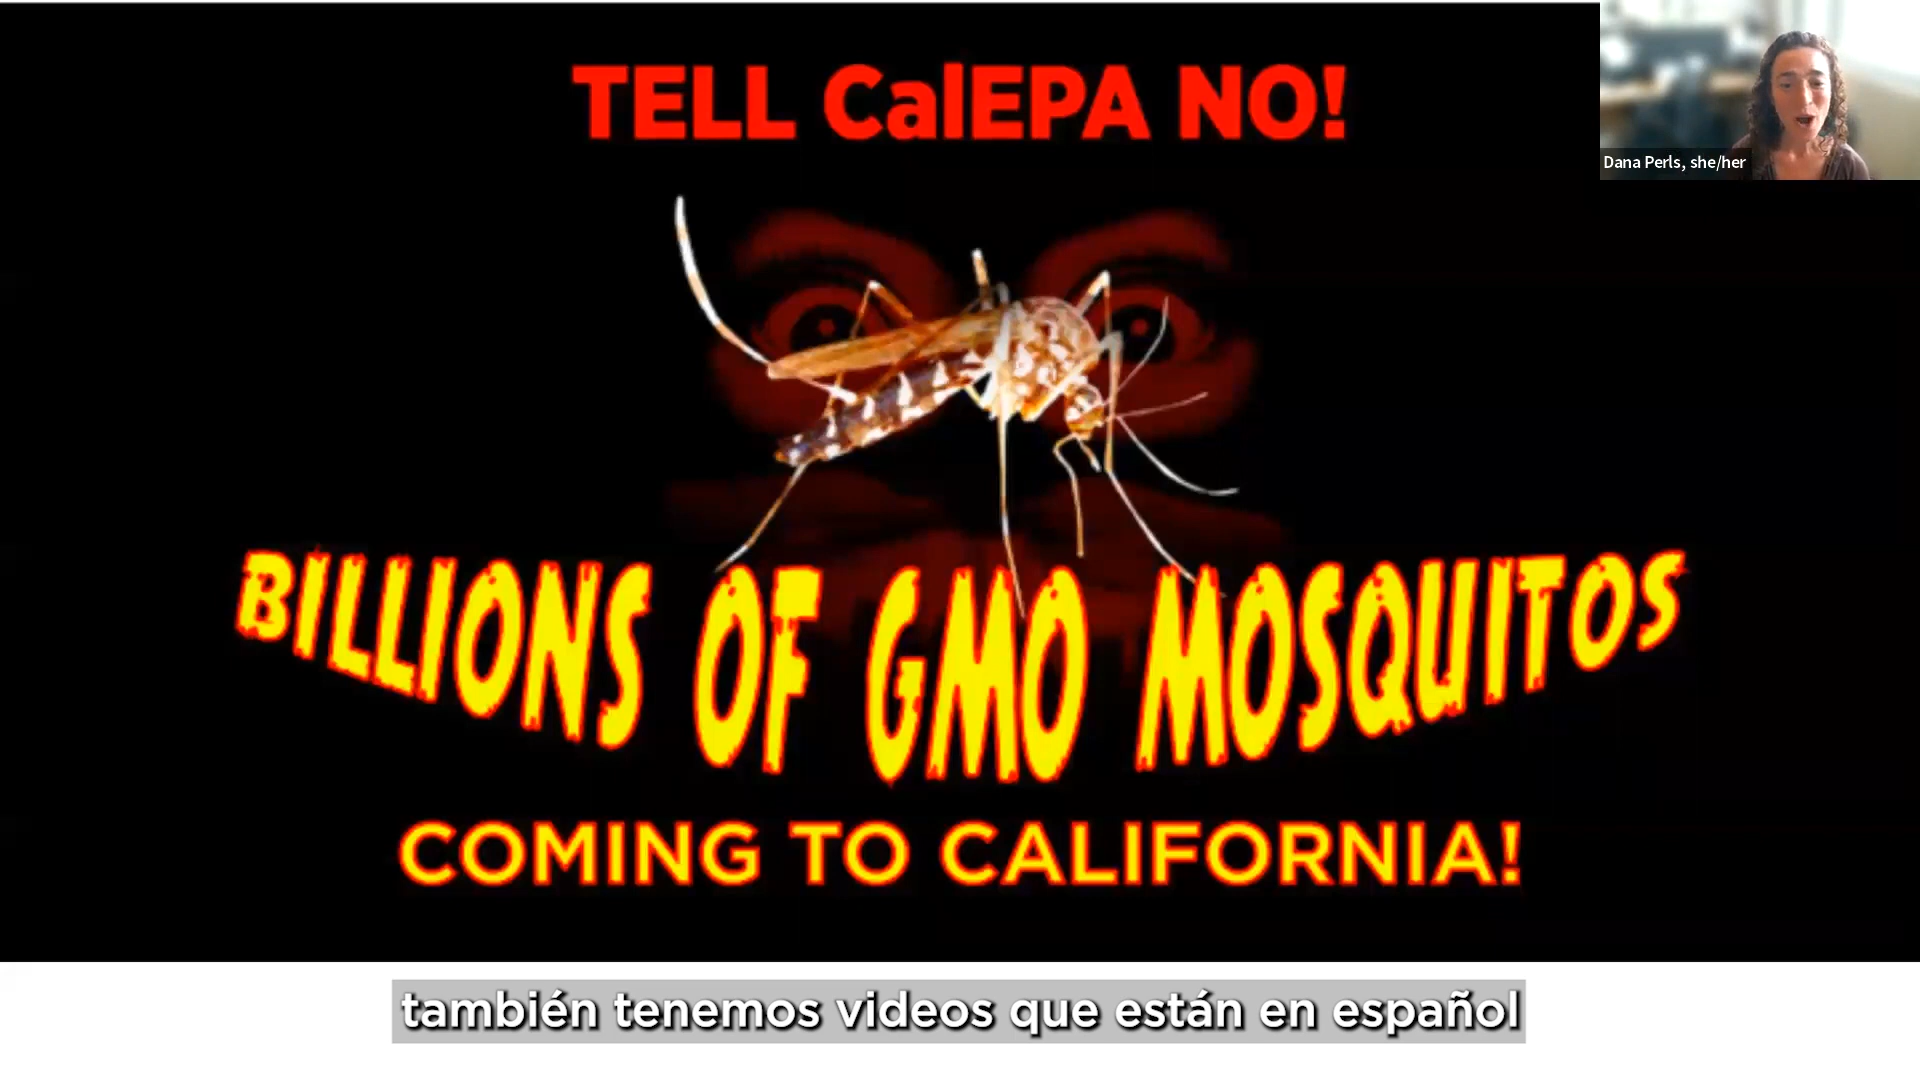 TELL CalEPA NO!
Dana Perls, she/her
BILLIONS OF GMO MOSQUITOS
COMING TO CALIFORNIA!
también tenemos videos que están en español